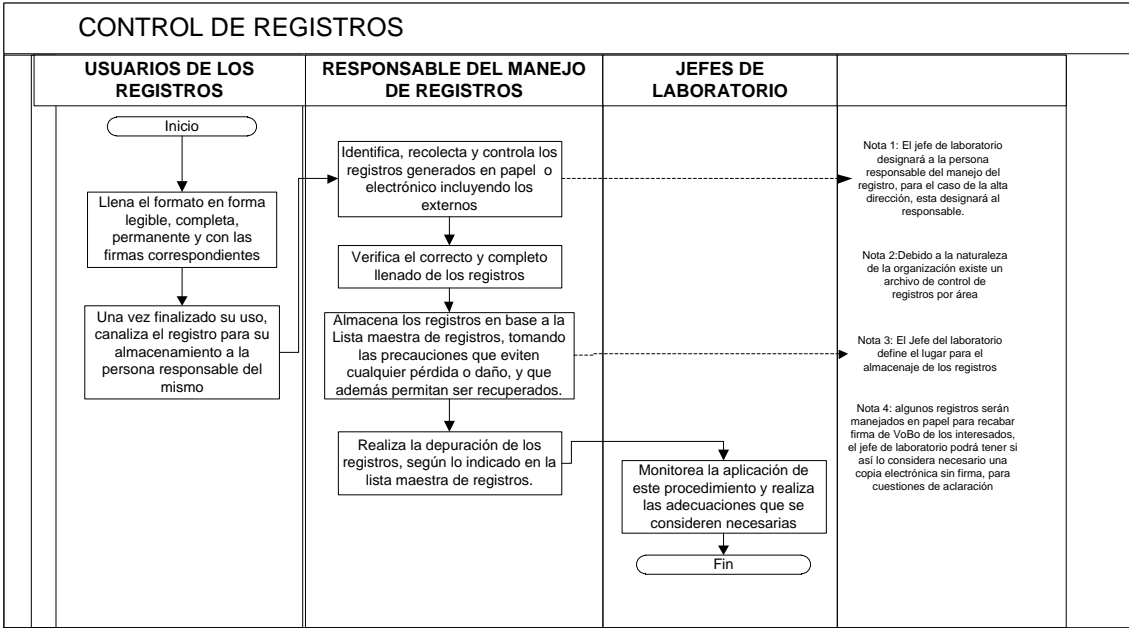 CONTROL DE REGISTROS
USUARIOS DE LOS
REGISTROS
RESPONSABLE DEL MANEJO
DE REGISTROS
JEFES DE
LABORATORIO
Inicio
Llena el formato en forma
legible, completa,
permanente y con las
firmas correspondientes
Una vez finalizado su uso,
canaliza el registro para su
almacenamiento a la
persona responsable del
mismo
Identifica, recolecta y controla los
registros generados en papel o
electrónico incluyendo los
externos
Verifica el correcto y completo
llenado de los registros
Almacena los registros en base a la
Lista maestra de registros, tomando
las precauciones que eviten
cualquier pérdida o daño, y que
además permitan ser recuperados.
Realiza la depuración de los
registros, según lo indicado en la
lista maestra de registros.
Monitorea la aplicación de
este procedimiento y realiza
las adecuaciones que se
consideren necesarias
Fin
Nota 1: El jefe de laboratorio
designará a la persona
responsable del manejo del
registro, para el caso de la alta
dirección, esta designará al
responsable.
Nota 2:Debido a la naturaleza
de la organización existe un
archivo de control de
registros por área
Nota 3: El Jefe del laboratorio
define el lugar para el
almacenaje de los registros
Nota 4: algunos registros serán
manejados en papel para recabar
firma de VoBo de los interesados,
el jefe de laboratorio podrá tener si
así lo considera necesario una
copia electrónica sin firma, para
cuestiones de aclaración